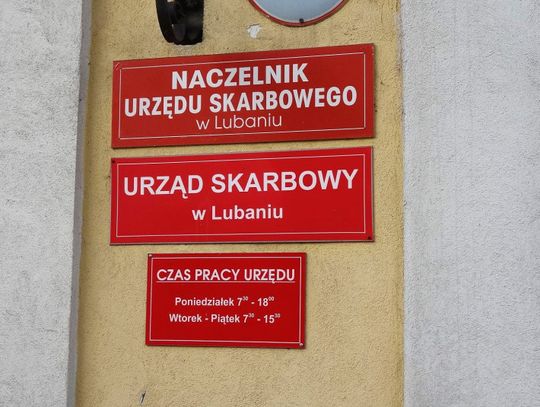 NACZELNIK
URZĘDU SKARBOWEGO
w Lubaniu
URZĄD SKARBOWY
w Lubaniu
CZAS PRACY URZĘDU
Poniedziałek 7³⁰ - 18⁰⁰
Wtorek - Piątek 7³⁰ - 15³⁰